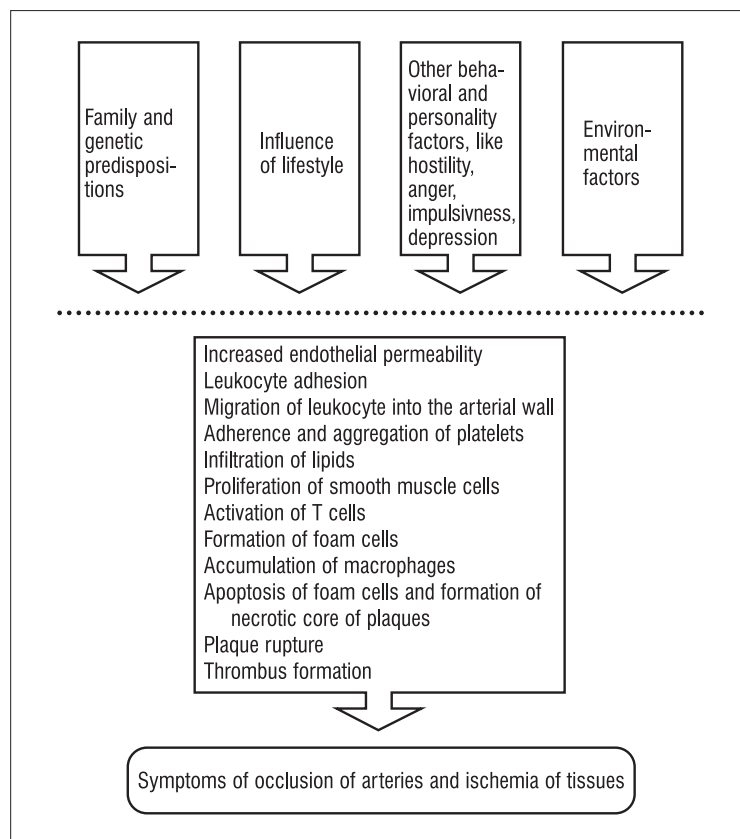 Family and
genetic
predispositi-
ons
Influence
of lifestyle
Other beha-
vioral and
personality
factors, like
hostility,
anger,
impulsivness,
depression
Environ-
mental
factors
Increased endothelial permeability
Leukocyte adhesion
Migration of leukocyte into the arterial wall
Adherence and aggregation of platelets
Infiltration of lipids
Proliferation of smooth muscle cells
Activation of T cells
Formation of foam cells
Accumulation of macrophages
Apoptosis of foam cells and formation of
necrotic core of plaques
Plaque rupture
Thrombus formation
Symptoms of occlusion of arteries and ischemia of tissues